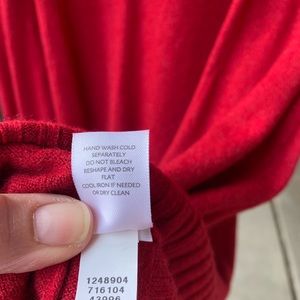 HAND WASH COLD
SEPARATELY
DO NOT BLEACH
RESHAPE AND DRY
FLAT
COOL IRON IF NEEDED
OR DRY CLEAN
1248904
716104
43996